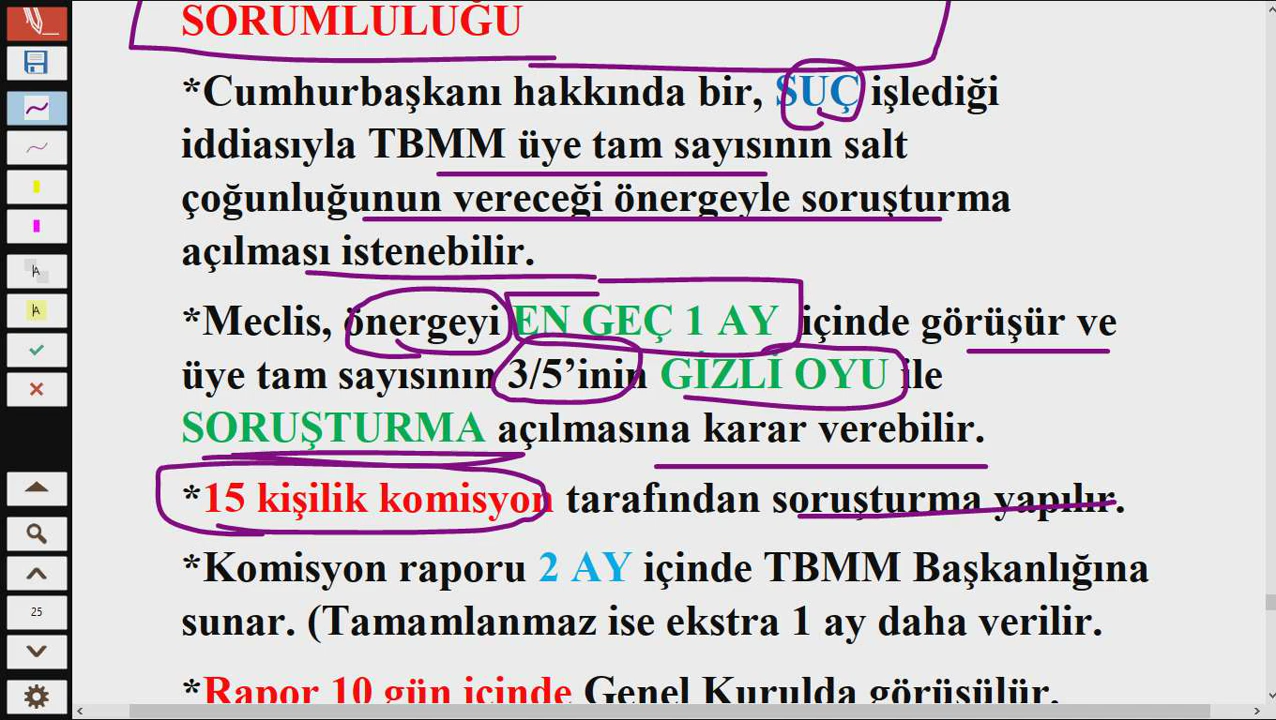 SORUMLULUĞU
*Cumhurbaşkanı hakkında bir, SUÇ işlediği
iddiasıyla TBMM üye tam sayısının salt
çoğunluğunun vereceği önergeyle soruşturma
açılması istenebilir.
*Meclis, önergeyi EN GEÇ 1 AY içinde görüşür ve
üye tam sayısının 3/5’inin GİZLİ OYU ile
SORUŞTURMA açılmasına karar verebilir.
*15 kişilik komisyon tarafından soruşturma yapılır.
*Komisyon raporu 2 AY içinde TBMM Başkanlığına
sunar. (Tamamlanmaz ise ekstra 1 ay daha verilir.
*Rapor 10 gün içinde Genel Kurulda görüşülür.
25